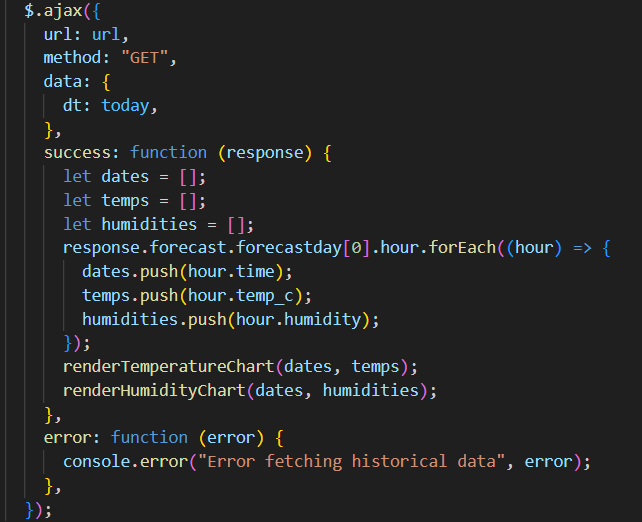 $.ajax({
  url: url,
  method: "GET",
  data: {
    dt: today,
  },
  success: function (response) {
    let dates = [];
    let temps = [];
    let humidities = [];
    response.forecast.forecastday[0].hour.forEach((hour) => {
      dates.push(hour.time);
      temps.push(hour.temp_c);
      humidities.push(hour.humidity);
    });
    renderTemperatureChart(dates, temps);
    renderHumidityChart(dates, humidities);
  },
  error: function (error) {
    console.error("Error fetching historical data", error);
  },
});